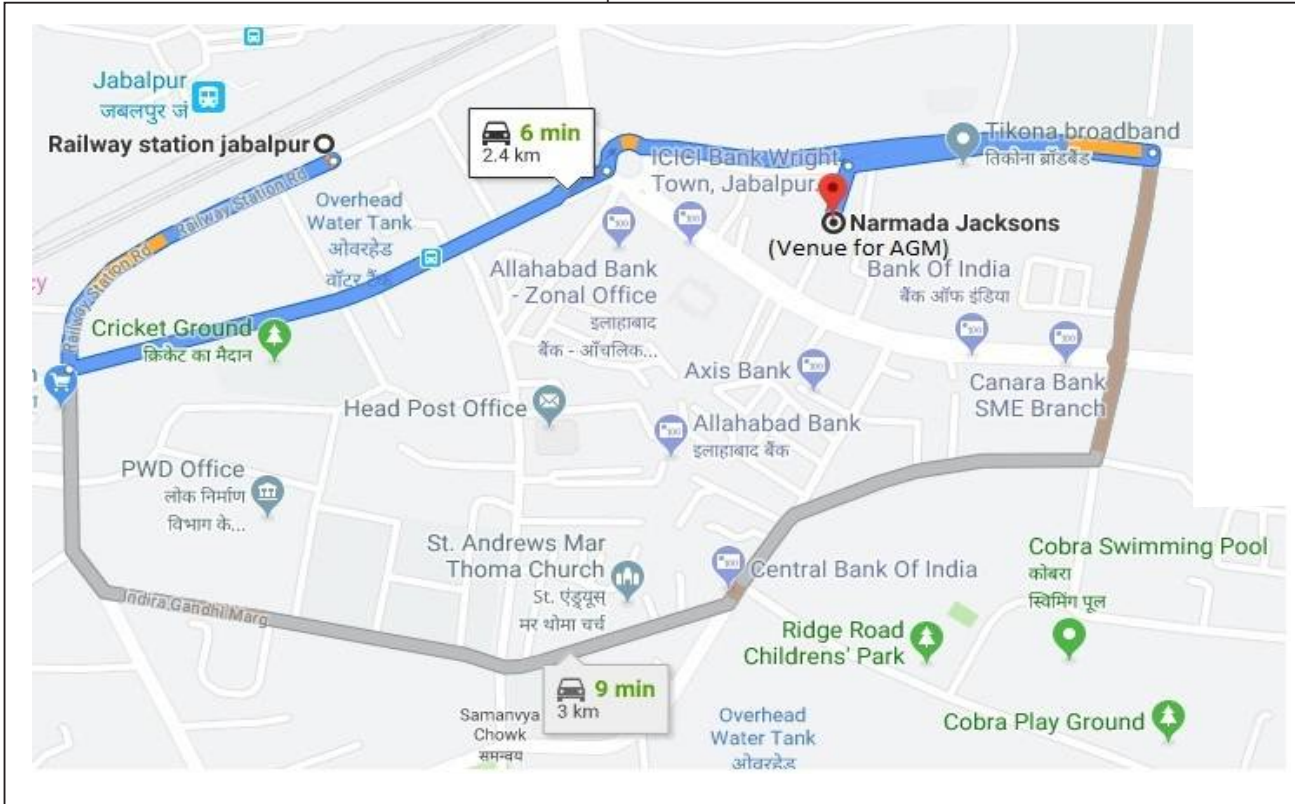 Jabalpur
जबलपुर जं
Railway station jabalpur
6 min
2.4 km
Tikona broadband
तिकोना ब्रॉडबैंड
ICICI Bank Wright
Town, Jabalpur
Railway Station Rd
Railway Station Rd
Railway Station Rd
Overhead
Water Tank
ओवरहेड
वॉटर टैंक
Narmada Jacksons
(Venue for AGM)
Allahabad Bank
- Zonal Office
इलाहाबाद
बैंक - आँचलिक...
Bank Of India
बैंक ऑफ इंडिया
cy
Cricket Ground
क्रिकेट का मैदान
Axis Bank
Canara Bank
SME Branch
Head Post Office
Allahabad Bank
इलाहाबाद बैंक
PWD Office
लोक निर्माण
विभाग के...
St. Andrews Mar
Thoma Church
St. एंड्र्यूस्
मर थोमा चर्च
Central Bank Of India
Cobra Swimming Pool
कोबरा
स्विमिंग पूल
Indira Gandhi Marg
Ridge Road
Childrens' Park
9 min
3 km
Samanvya
Chowk
समन्वय
Overhead
Water Tank
ओवरहेड
Cobra Play Ground